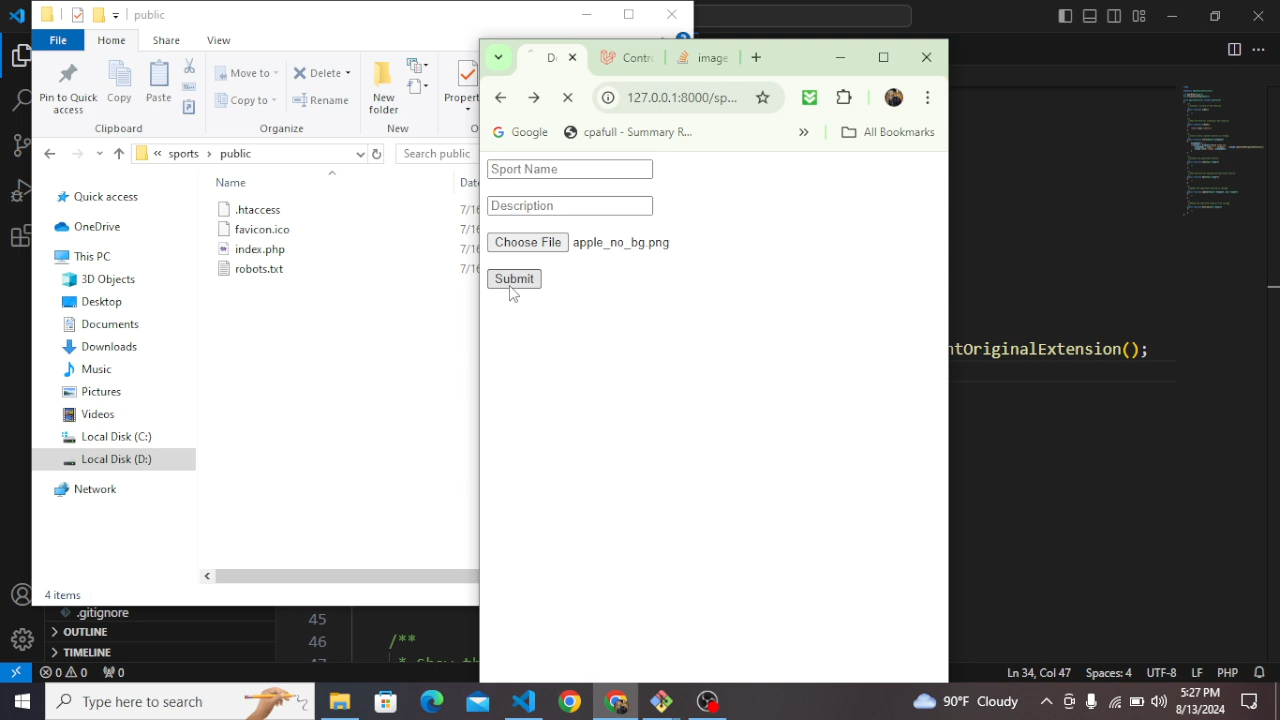 public
File
Home
Share
View
Pin to Quick
access
Copy
Paste
Move to
Copy to
Delete
Rename
New
folder
Clipboard
Organize
New
« sports > public
Search public
Name
.htaccess
favicon.ico
index.php
robots.txt
Quick access
OneDrive
This PC
3D Objects
Desktop
Documents
Downloads
Music
Pictures
Videos
Local Disk (C:)
Local Disk (D:)
Network
4 items
Contro
image
127.0.0.1:8000/sp...
Google
cpafull - Summary R...
»
All Bookmarks
Sport Name
Description
Choose File apple_no_bg.png
Submit
ntOriginalExtension();
.gitignore
OUTLINE
TIMELINE
45
46
/**
0 0 0
Ln 34, Col 47
Spaces: 4
UTF-8
LF
PHP
Type here to search
90°F Cloudy
5:27 PM
8/13/2024